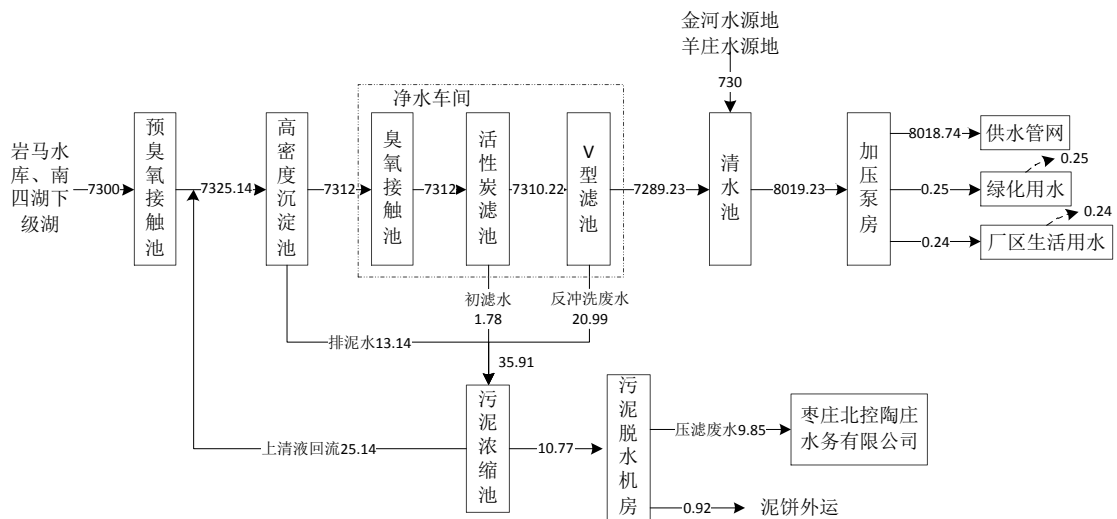 金河水源地
羊庄水源地
730
净水车间
岩马水
库、南
四湖下
级湖
7300
预臭氧接触池
7325.14
高密度沉淀池
7312
臭氧接触池
7312
活性炭滤池
7310.22
V型滤池
7289.23
清水池
8019.23
加压泵房
8018.74
供水管网
0.25
0.25
绿化用水
0.24
0.24
厂区生活用水
初滤水
1.78
反冲洗废水
20.99
排泥水13.14
35.91
上清液回流25.14
污泥浓缩池
10.77
污泥脱水机房
压滤废水9.85
枣庄北控陶庄
水务有限公司
0.92
泥饼外运